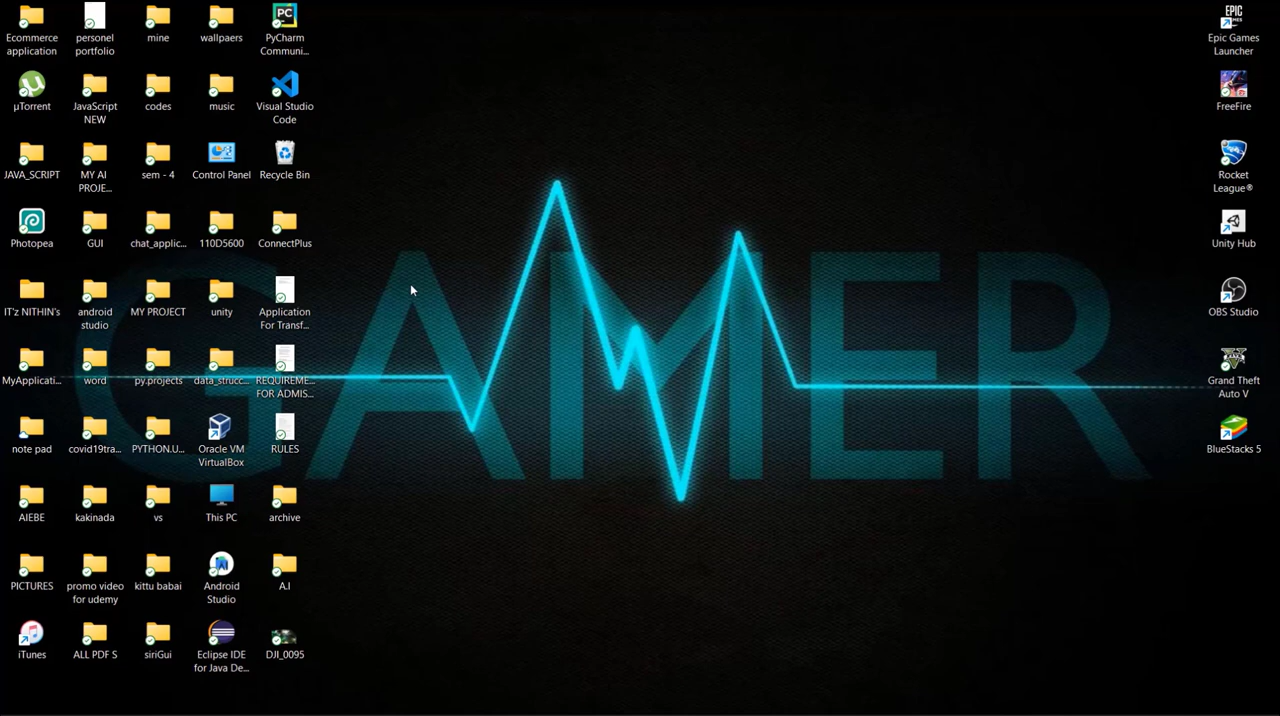 Ecommerce
application
personel
portfolio
mine
wallpaers
PyCharm
Communi...
Epic Games
Launcher
µTorrent
JavaScript
NEW
codes
music
Visual Studio
Code
FreeFire
JAVA_SCRIPT
MY AI
PROJE...
sem - 4
Control Panel
Recycle Bin
Rocket
League®
Photopea
GUI
chat_applic...
110D5600
ConnectPlus
Unity Hub
IT'z NITHIN's
android
studio
MY PROJECT
unity
Application
For Transf...
OBS Studio
MyApplicati...
word
py.projects
data_strucc...
REQUIREME...
FOR ADMIS...
Grand Theft
Auto V
note pad
covid19tra...
PYTHON.U...
Oracle VM
VirtualBox
RULES
BlueStacks 5
AIEBE
kakinada
vs
This PC
archive
PICTURES
promo video
for udemy
kittu babai
Android
Studio
A.I
iTunes
ALL PDF S
siriGui
Eclipse IDE
for Java De...
DJI_0095
GAMER